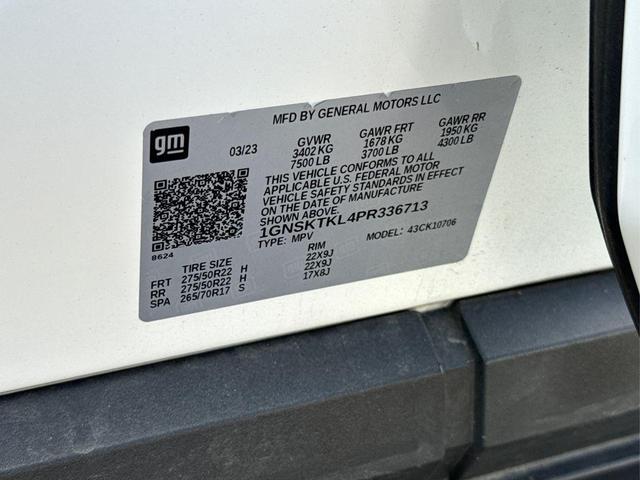 MFD BY GENERAL MOTORS LLC
gm
03/23
GVWR GAWR FRT GAWR RR
3402 KG 1678 KG 1950 KG
7500 LB 3700 LB 4300 LB
THIS VEHICLE CONFORMS TO ALL
APPLICABLE U.S. FEDERAL MOTOR
VEHICLE SAFETY STANDARDS IN EFFECT
ON THE DATE OF MANUFACTURE
SHOWN ABOVE.
1GNSKTKL4PR336713
8624
TYPE: MPV MODEL: 43CK10706
TIRE SIZE RIM
FRT 275/50R22 H 22X9J
RR 275/50R22 H 22X9J
SPA 265/70R17 S 17X8J